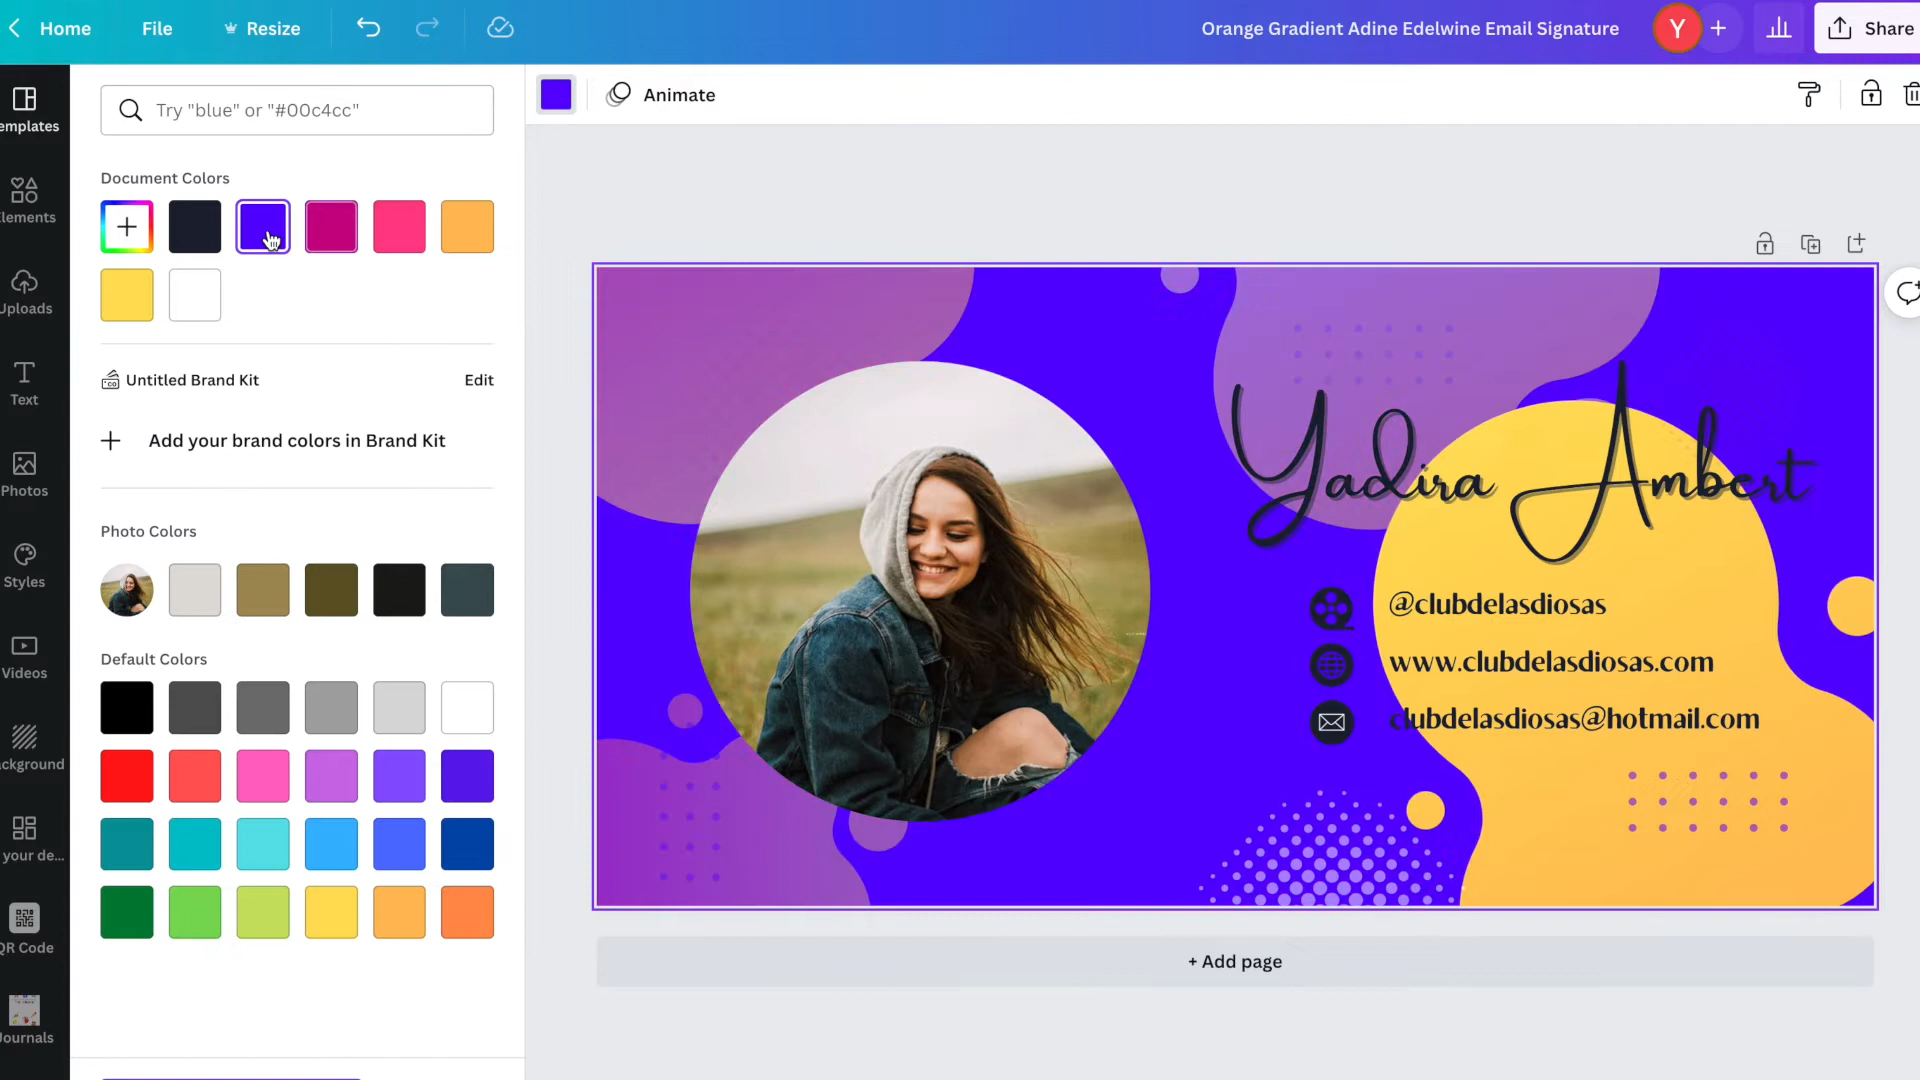 Home
File
Resize
Orange Gradient Adine Edelwine Email Signature
Y
Share
emplates
Elements
Uploads
Text
Photos
Styles
Videos
ackground
your de...
QR Code
Journals
Try "blue" or "#00c4cc"
Document Colors
Untitled Brand Kit
Edit
Add your brand colors in Brand Kit
Photo Colors
Default Colors
Animate
Yadira Ambert
@clubdelasdiosas
www.clubdelasdiosas.com
clubdelasdiosas@hotmail.com
+ Add page